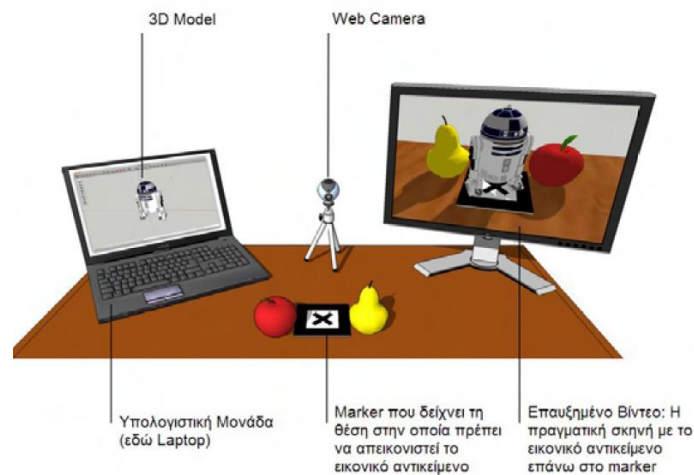 3D Model
Web Camera
Υπολογιστική Μονάδα
(εδώ Laptop)
Marker που δείχνει τη
θέση στην οποία πρέπει
να απεικονιστεί το
εικονικό αντικείμενο
Επαυξημένο Βίντεο: Η
πραγματική σκηνή με το
εικονικό αντικείμενο
επάνω στο marker